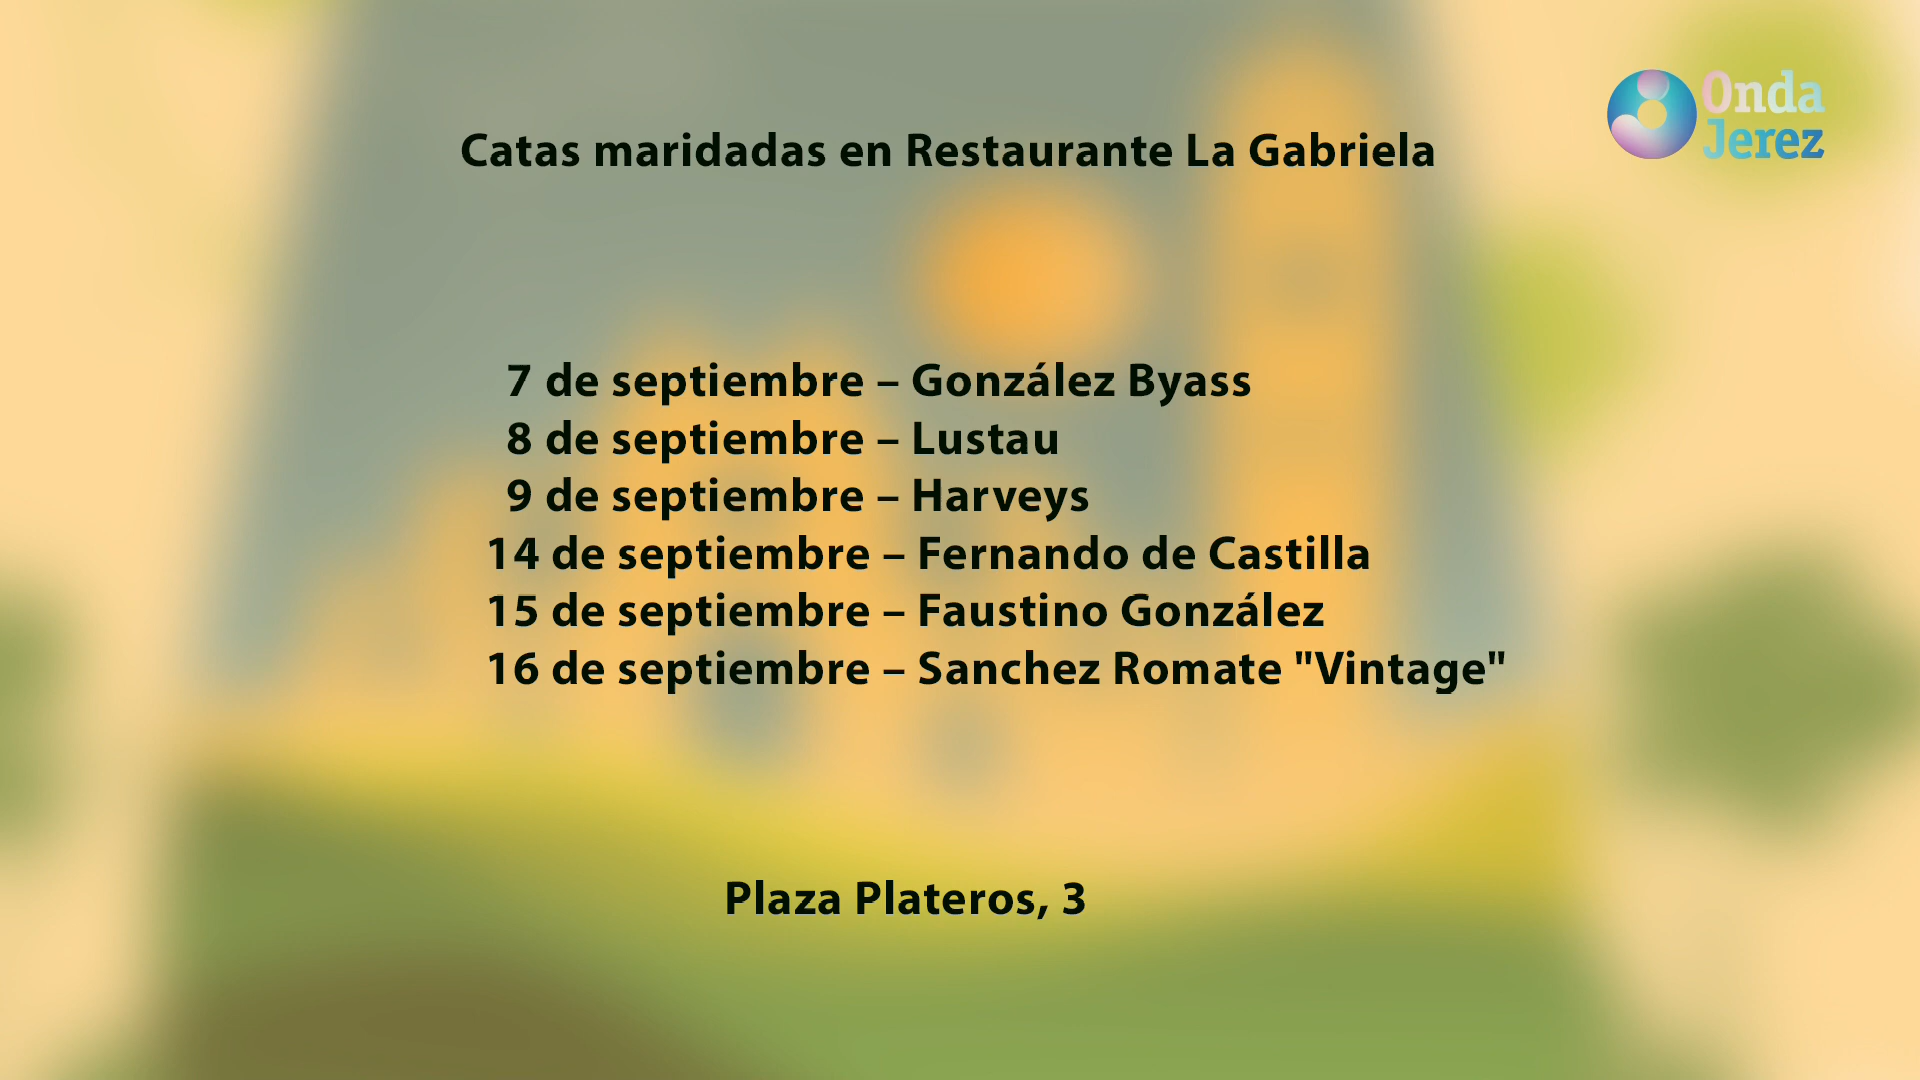 Onda
Jerez
Catas maridadas en Restaurante La Gabriela
7 de septiembre – González Byass
8 de septiembre – Lustau
9 de septiembre – Harveys
14 de septiembre – Fernando de Castilla
15 de septiembre – Faustino González
16 de septiembre – Sanchez Romate "Vintage"
Plaza Plateros, 3